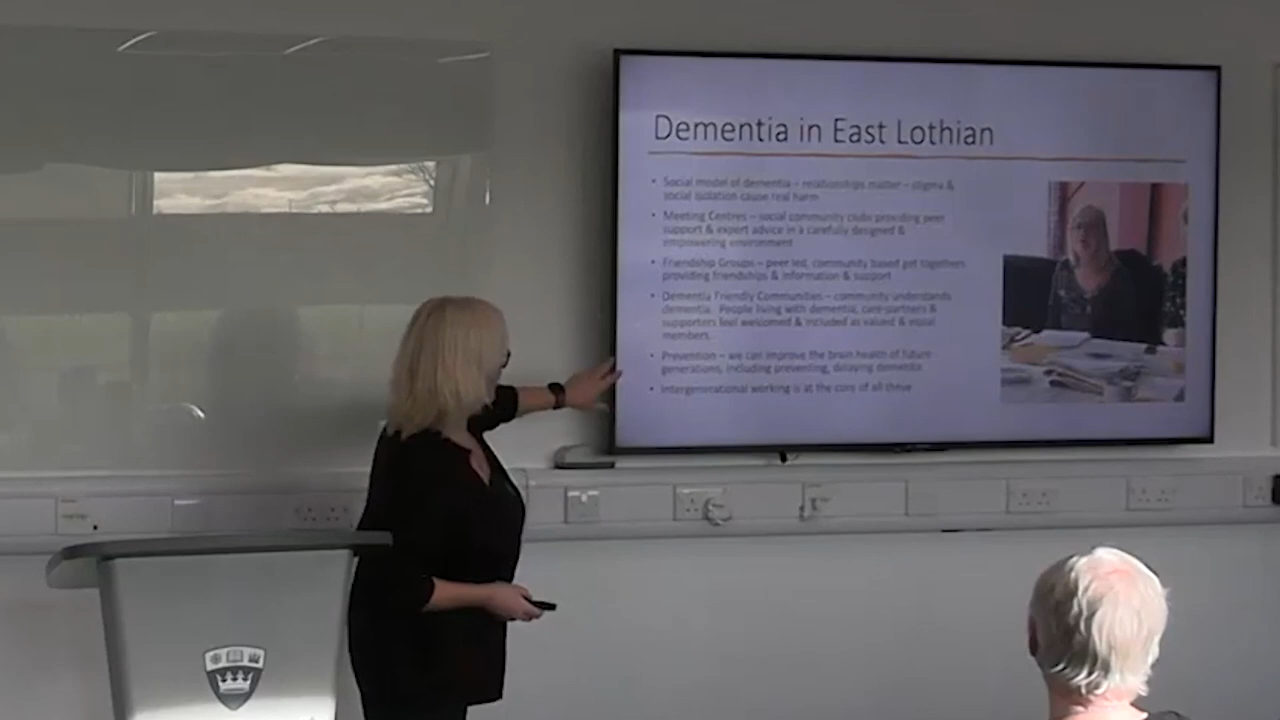 Dementia in East Lothian
• Social model of dementia – relationships matter – stigma &
social isolation cause real harm
• Meeting Centres – social community clubs providing peer
support & expert advice in a carefully designed &
empowering environment
• Friendship Groups – peer led, community based get togethers
providing friendships & information & support
• Dementia Friendly Communities – community understands
dementia. People living with dementia, care-partners &
supporters feel welcomed & included as valued & equal
members.
• Prevention – we can improve the brain health of future
generations, including preventing, delaying dementia
• Intergenerational working is at the core of all three